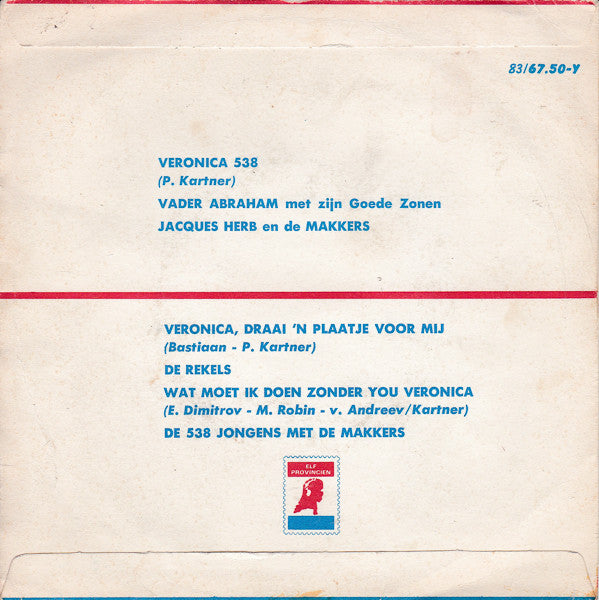 83/67.50-Y
VERONICA 538
(P. Kartner)
VADER ABRAHAM met zijn Goede Zonen
JACQUES HERB en de MAKKERS
VERONICA, DRAAI 'N PLAATJE VOOR MIJ
(Bastiaan - P. Kartner)
DE REKELS
WAT MOET IK DOEN ZONDER YOU VERONICA
(E. Dimitrov - M. Robin - v. Andreev/Kartner)
DE 538 JONGENS MET DE MAKKERS
ELF
PROVINCIEN